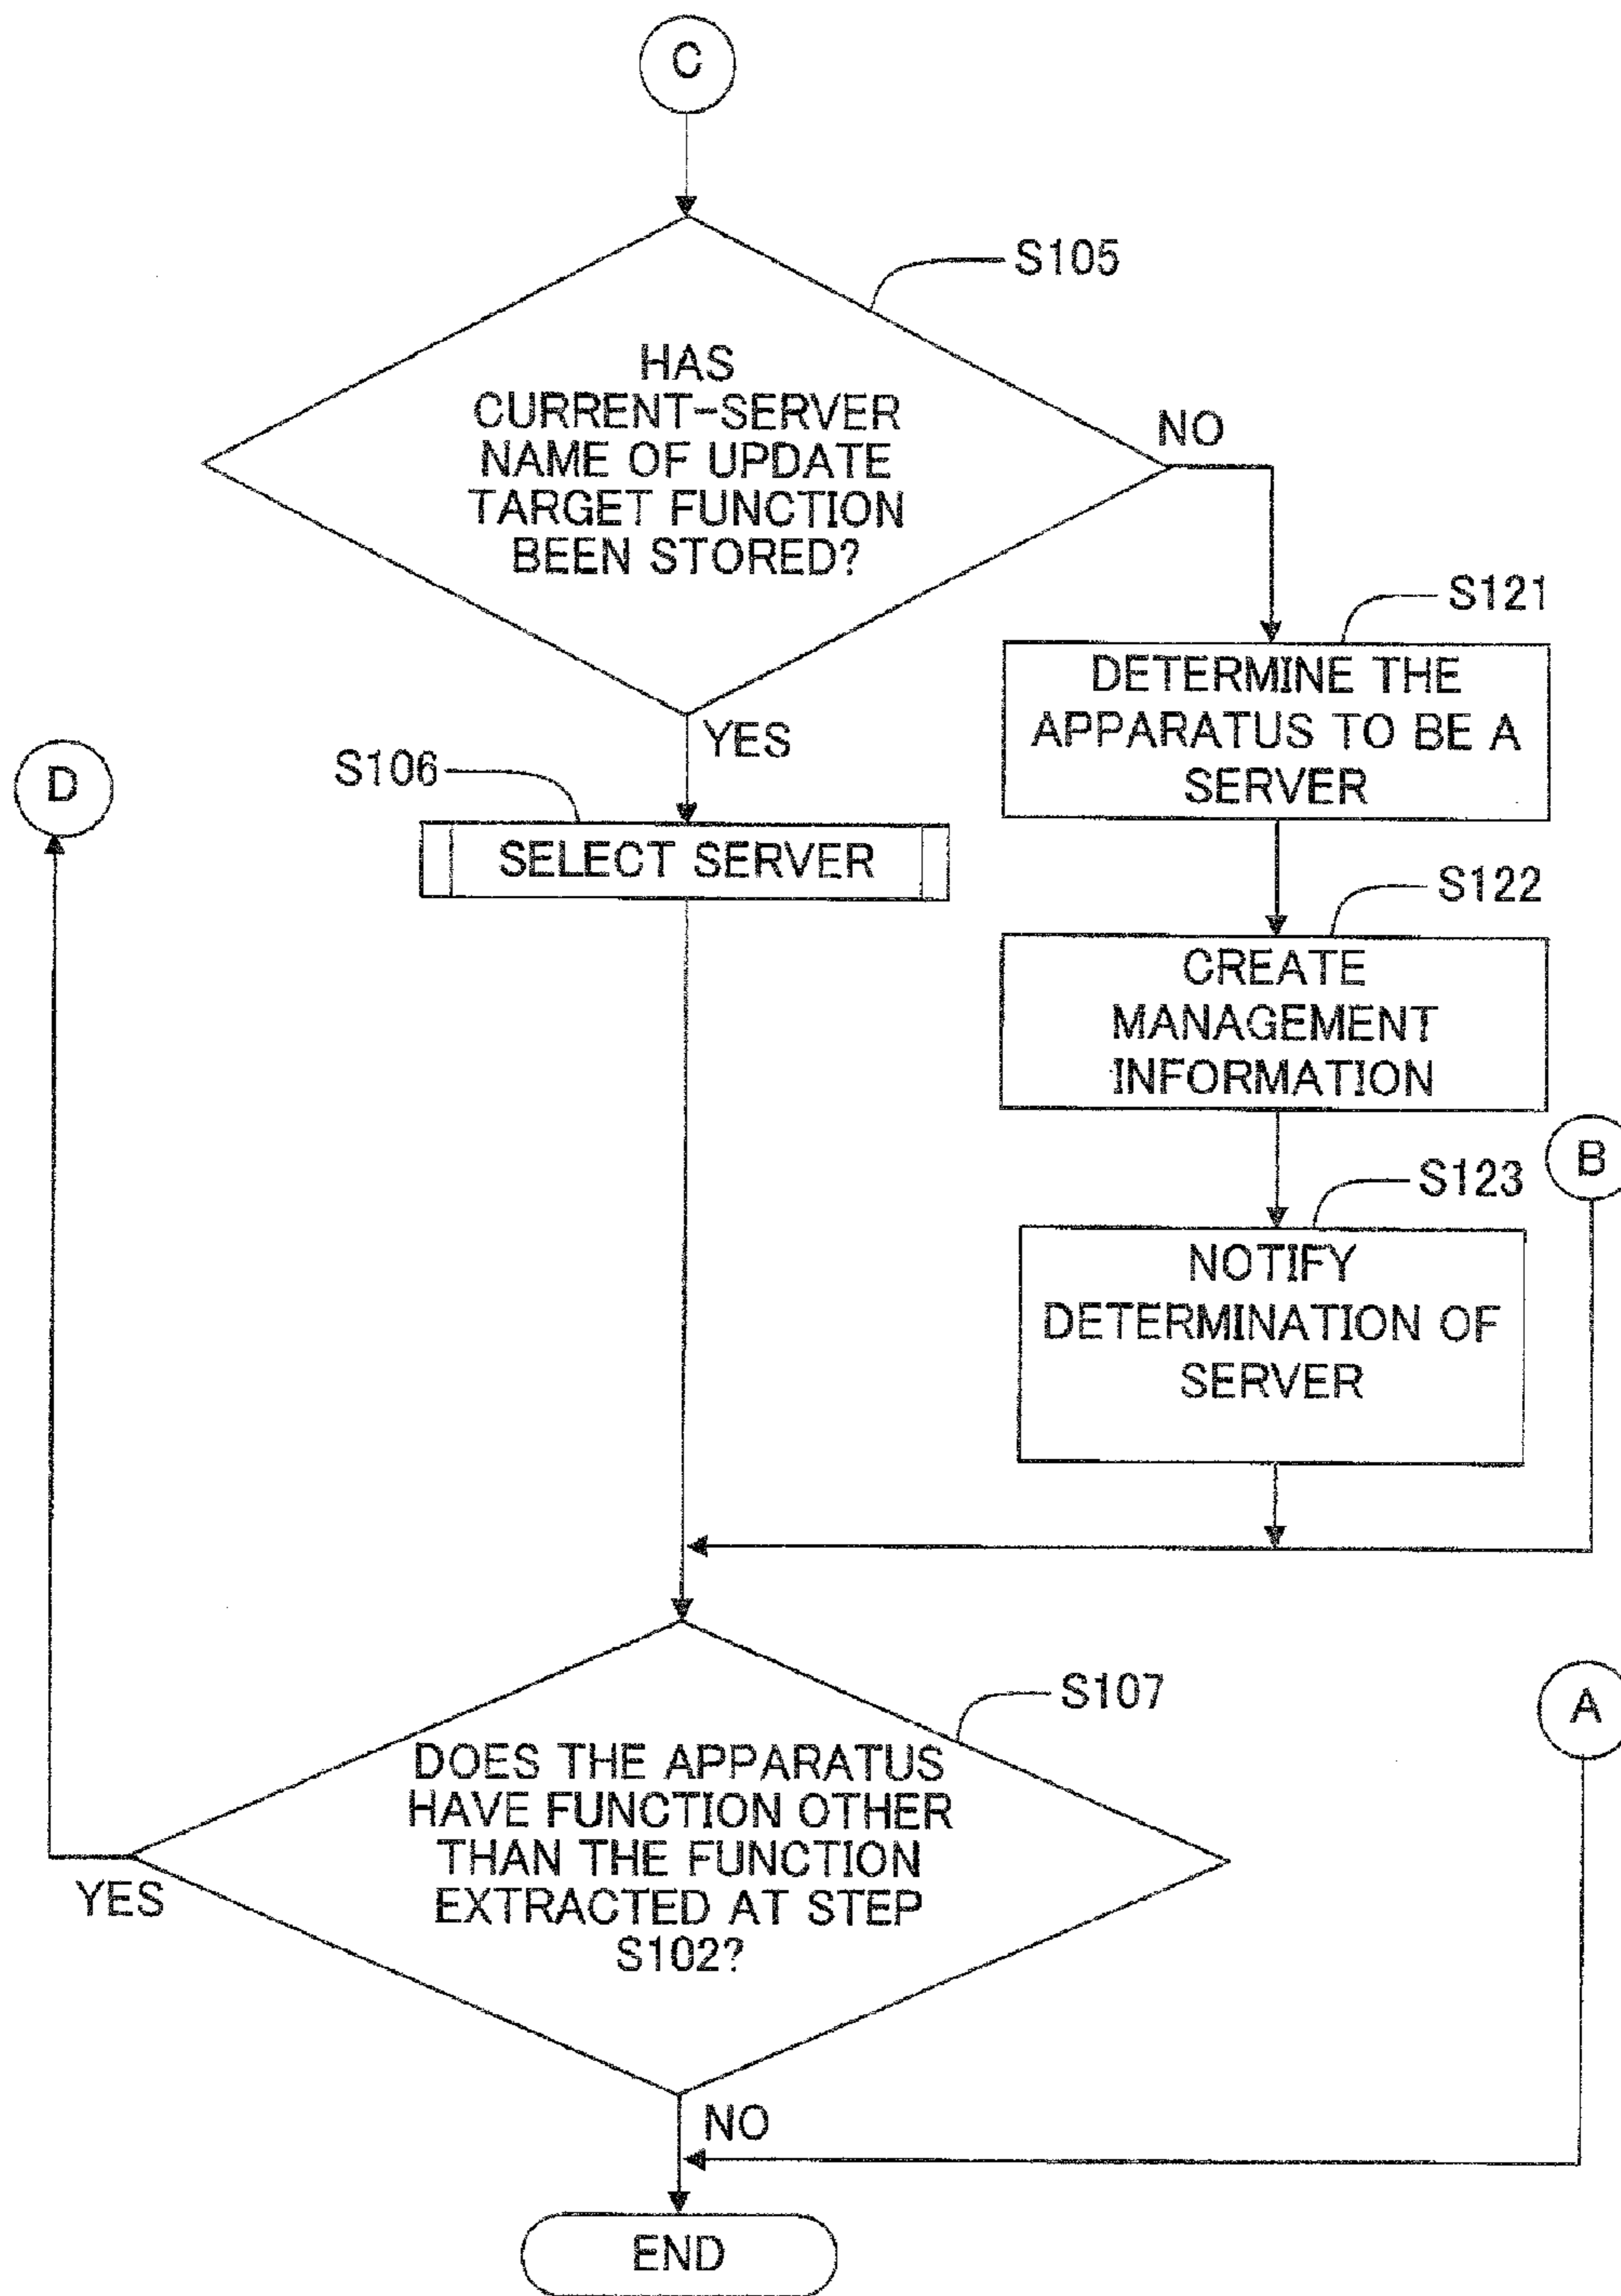 C
S105
HAS
CURRENT-SERVER
NAME OF UPDATE
TARGET FUNCTION
BEEN STORED?
NO
YES
S121
DETERMINE THE
APPARATUS TO BE A
SERVER
D
S106
SELECT SERVER
S122
CREATE
MANAGEMENT
INFORMATION
B
S123
NOTIFY
DETERMINATION OF
SERVER
S107
A
DOES THE APPARATUS
HAVE FUNCTION OTHER
THAN THE FUNCTION
EXTRACTED AT STEP
S102?
YES
NO
END